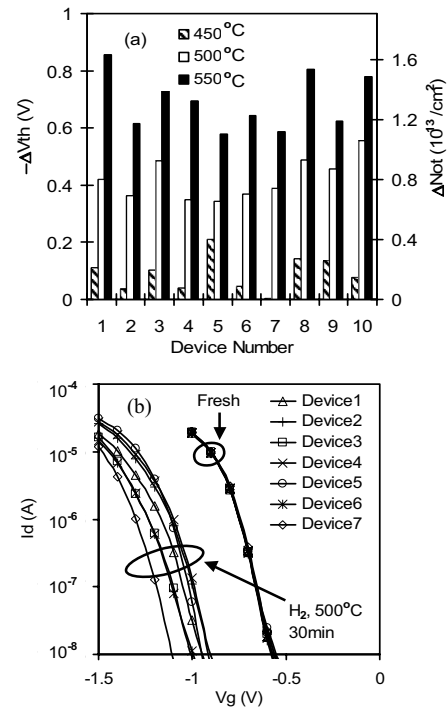 1
(a)
450°C
500°C
550°C
0.8
0.6
0.4
0.2
0
–ΔVth (V)
1.6
1.2
0.8
0.4
0
ΔNot (10¹³ /cm²)
1 2 3 4 5 6 7 8 9 10
Device Number
10⁻⁴
10⁻⁵
10⁻⁶
10⁻⁷
10⁻⁸
Id (A)
(b)
Fresh
Device1
Device2
Device3
Device4
Device5
Device6
Device7
H₂, 500°C
30min
-1.5 -1 -0.5 0
Vg (V)